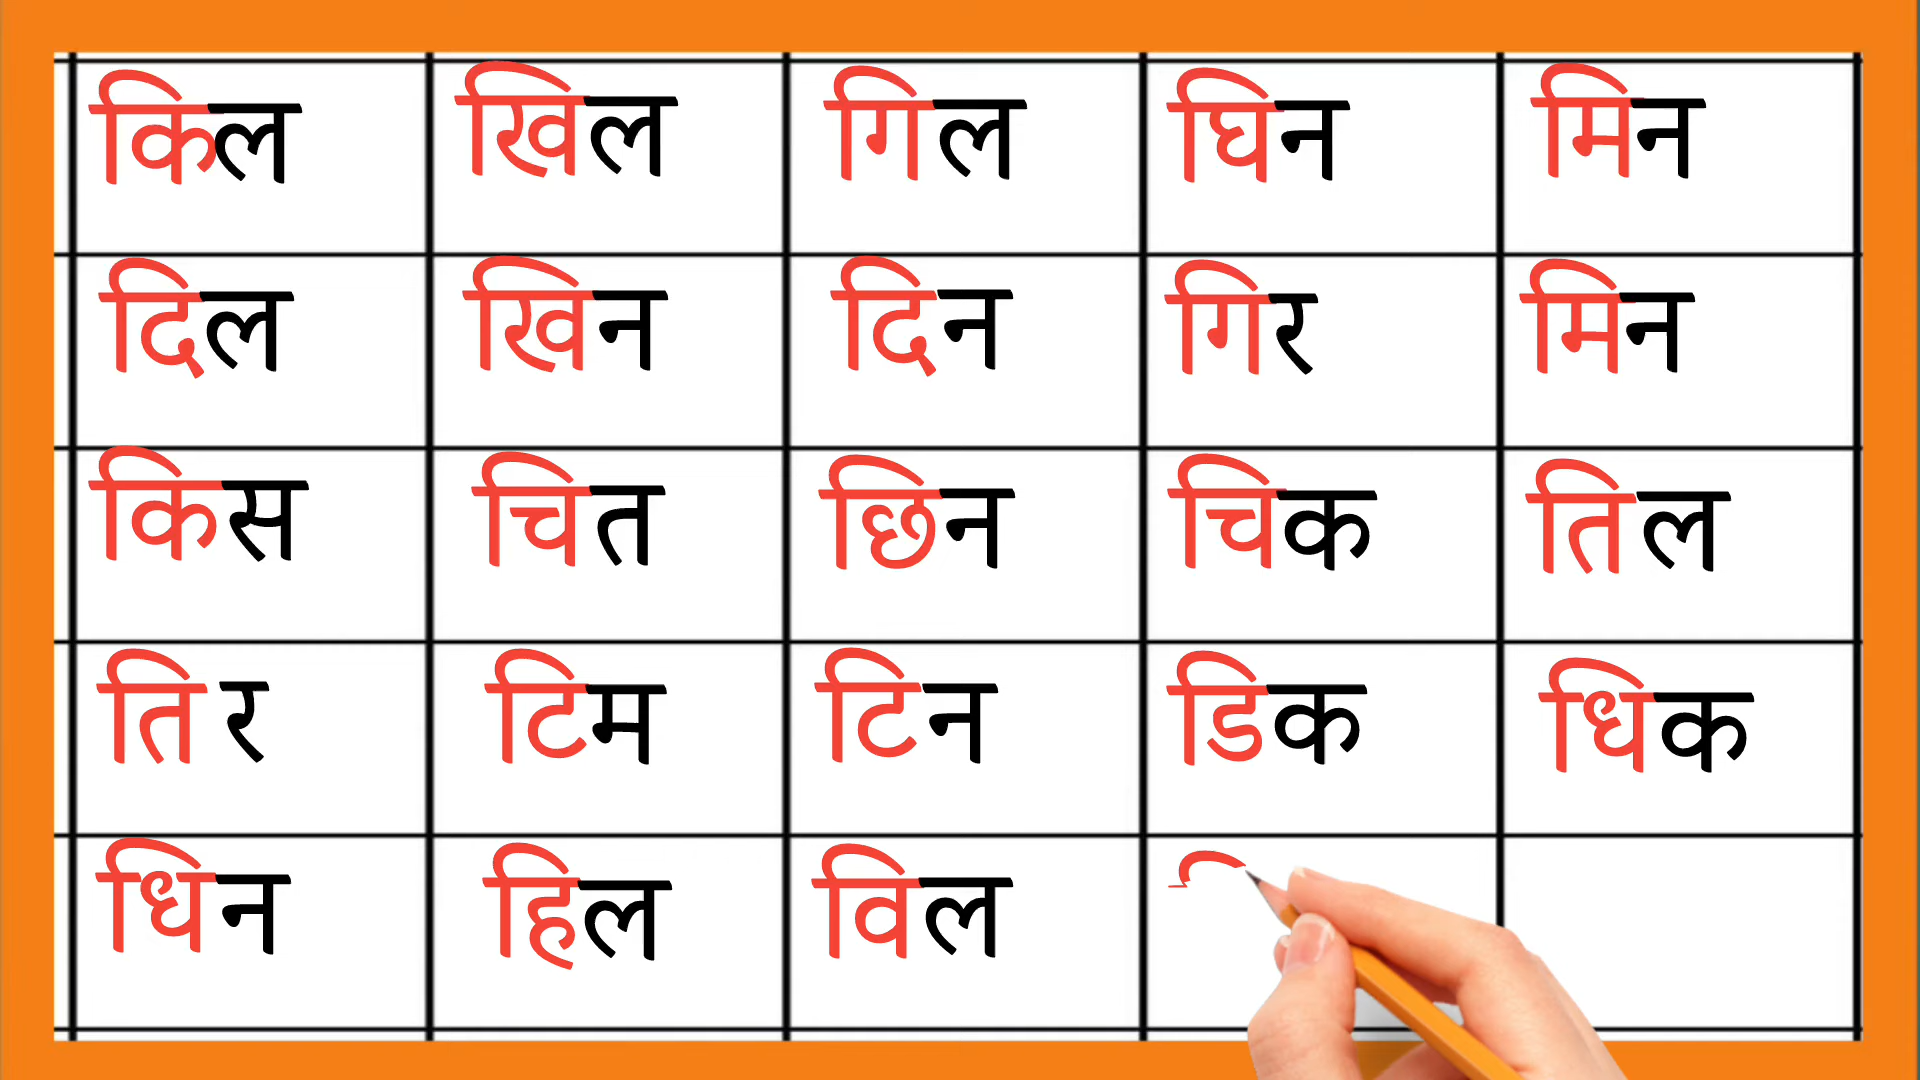 किल खिल गिल घिन मिन
दिल खिन दिन गिर मिन
किस चित छिन चिक तिल
तिर टिम टिन डिक धिक
धिन हिल विल